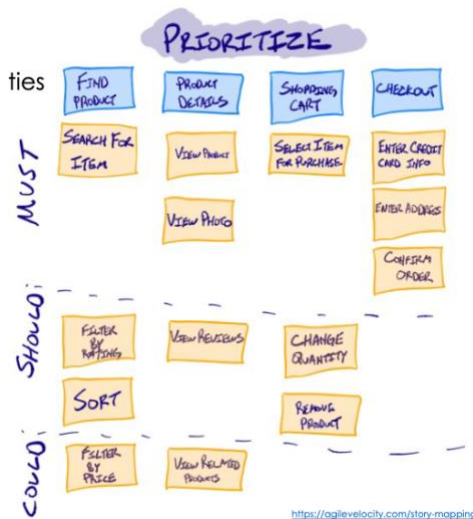 PRIORITIZE
ties
FIND
PRODUCT
PRODUCT
DETAILS
SHOPPING
CART
CHECKOUT
MUST
SEARCH FOR
ITEM
VIEW PRODUCT
SELECT ITEM
FOR PURCHASE
ENTER CREDIT
CARD INFO
VIEW PHOTO
ENTER ADDRESS
CONFIRM
ORDER
SHOULD:
FILTER
BY
RATING
VIEW REVIEWS
CHANGE
QUANTITY
SORT
REMOVE
PRODUCT
COULD:
FILTER
BY
PRICE
VIEW RELATED
PRODUCTS
https://agilevelocity.com/story-mapping